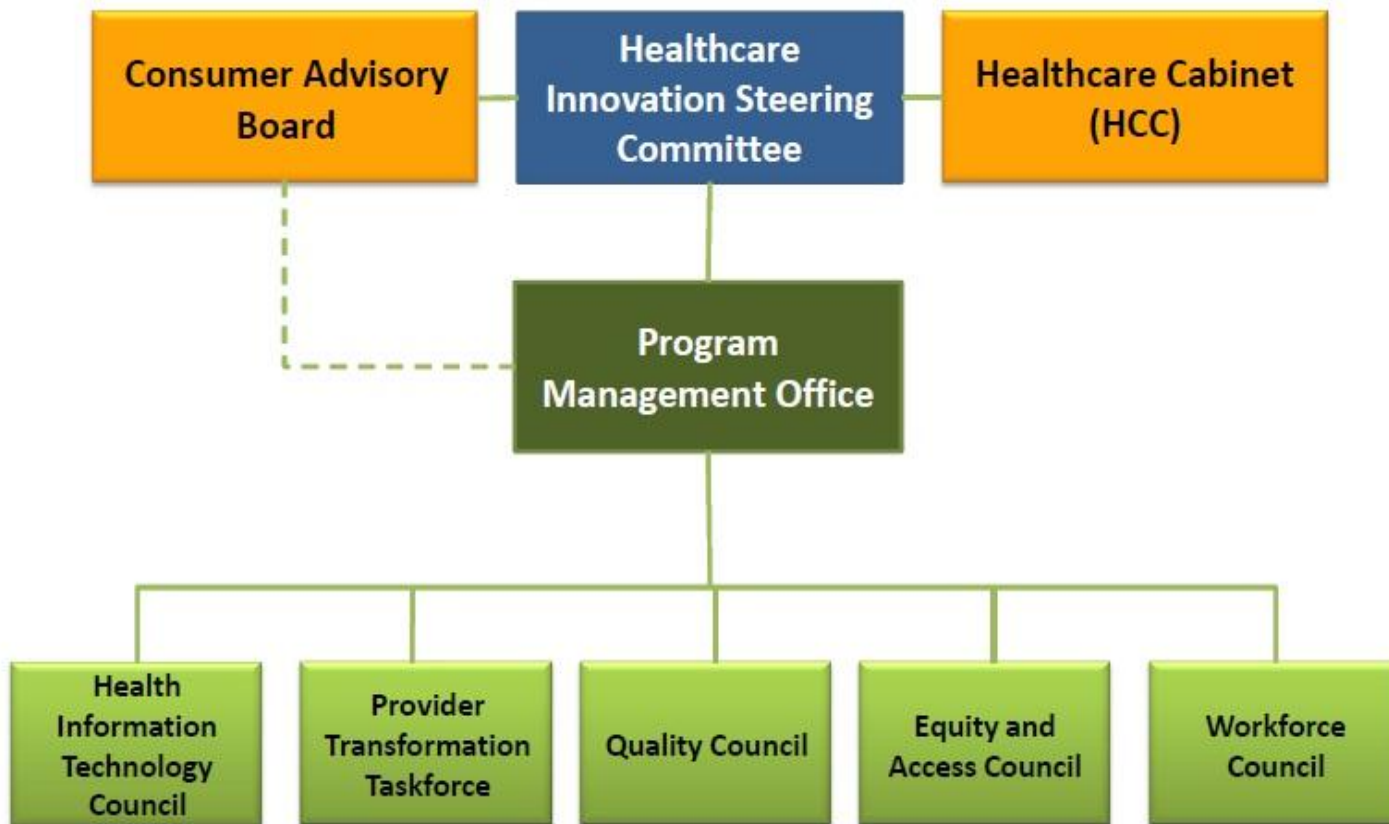 Consumer Advisory
Board
Healthcare
Innovation Steering
Committee
Healthcare Cabinet
(HCC)
Program
Management Office
Health
Information
Technology
Council
Provider
Transformation
Taskforce
Quality Council
Equity and
Access Council
Workforce
Council